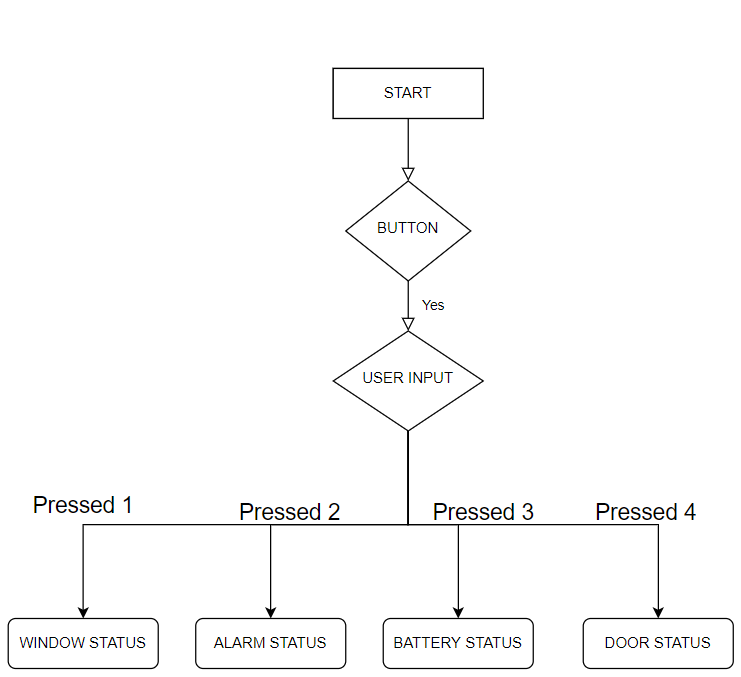 START
BUTTON
Yes
USER INPUT
Pressed 1
Pressed 2
Pressed 3
Pressed 4
WINDOW STATUS
ALARM STATUS
BATTERY STATUS
DOOR STATUS